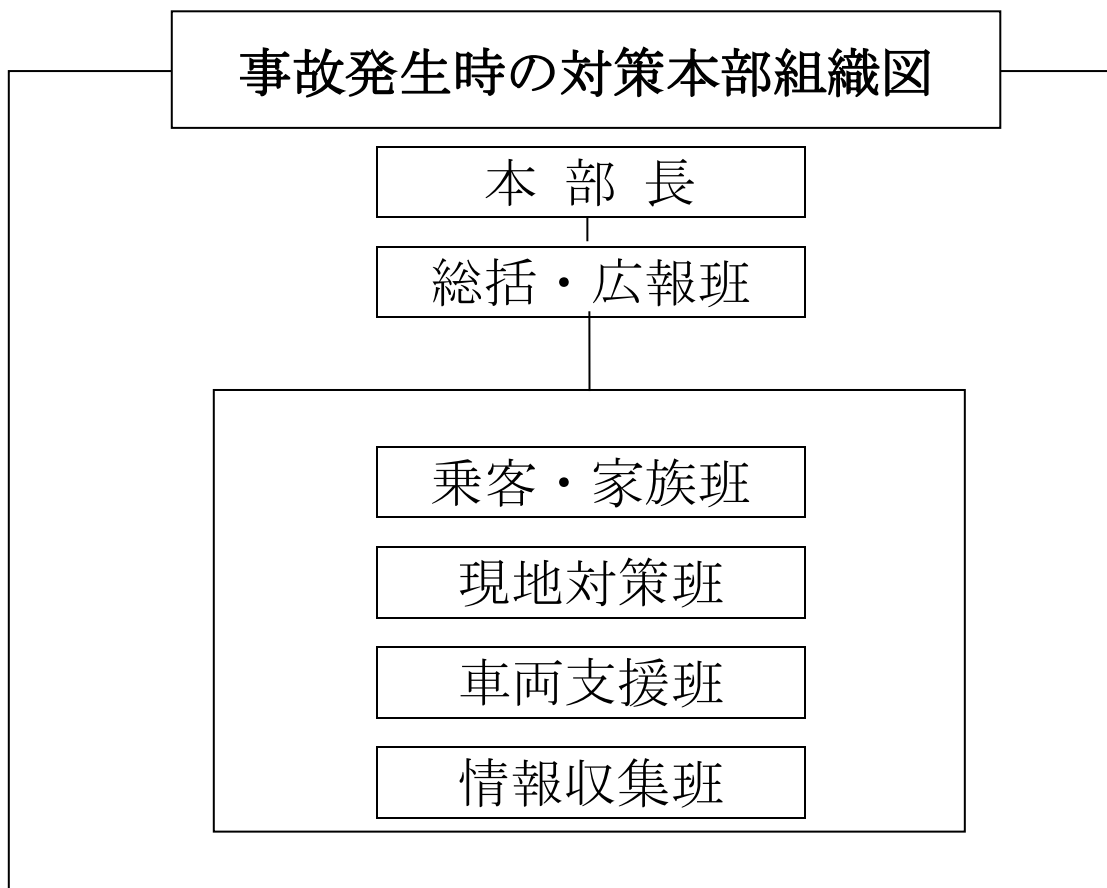 事故発生時の対策本部組織図
本 部 長
総括・広報班
乗客・家族班
現地対策班
車両支援班
情報収集班